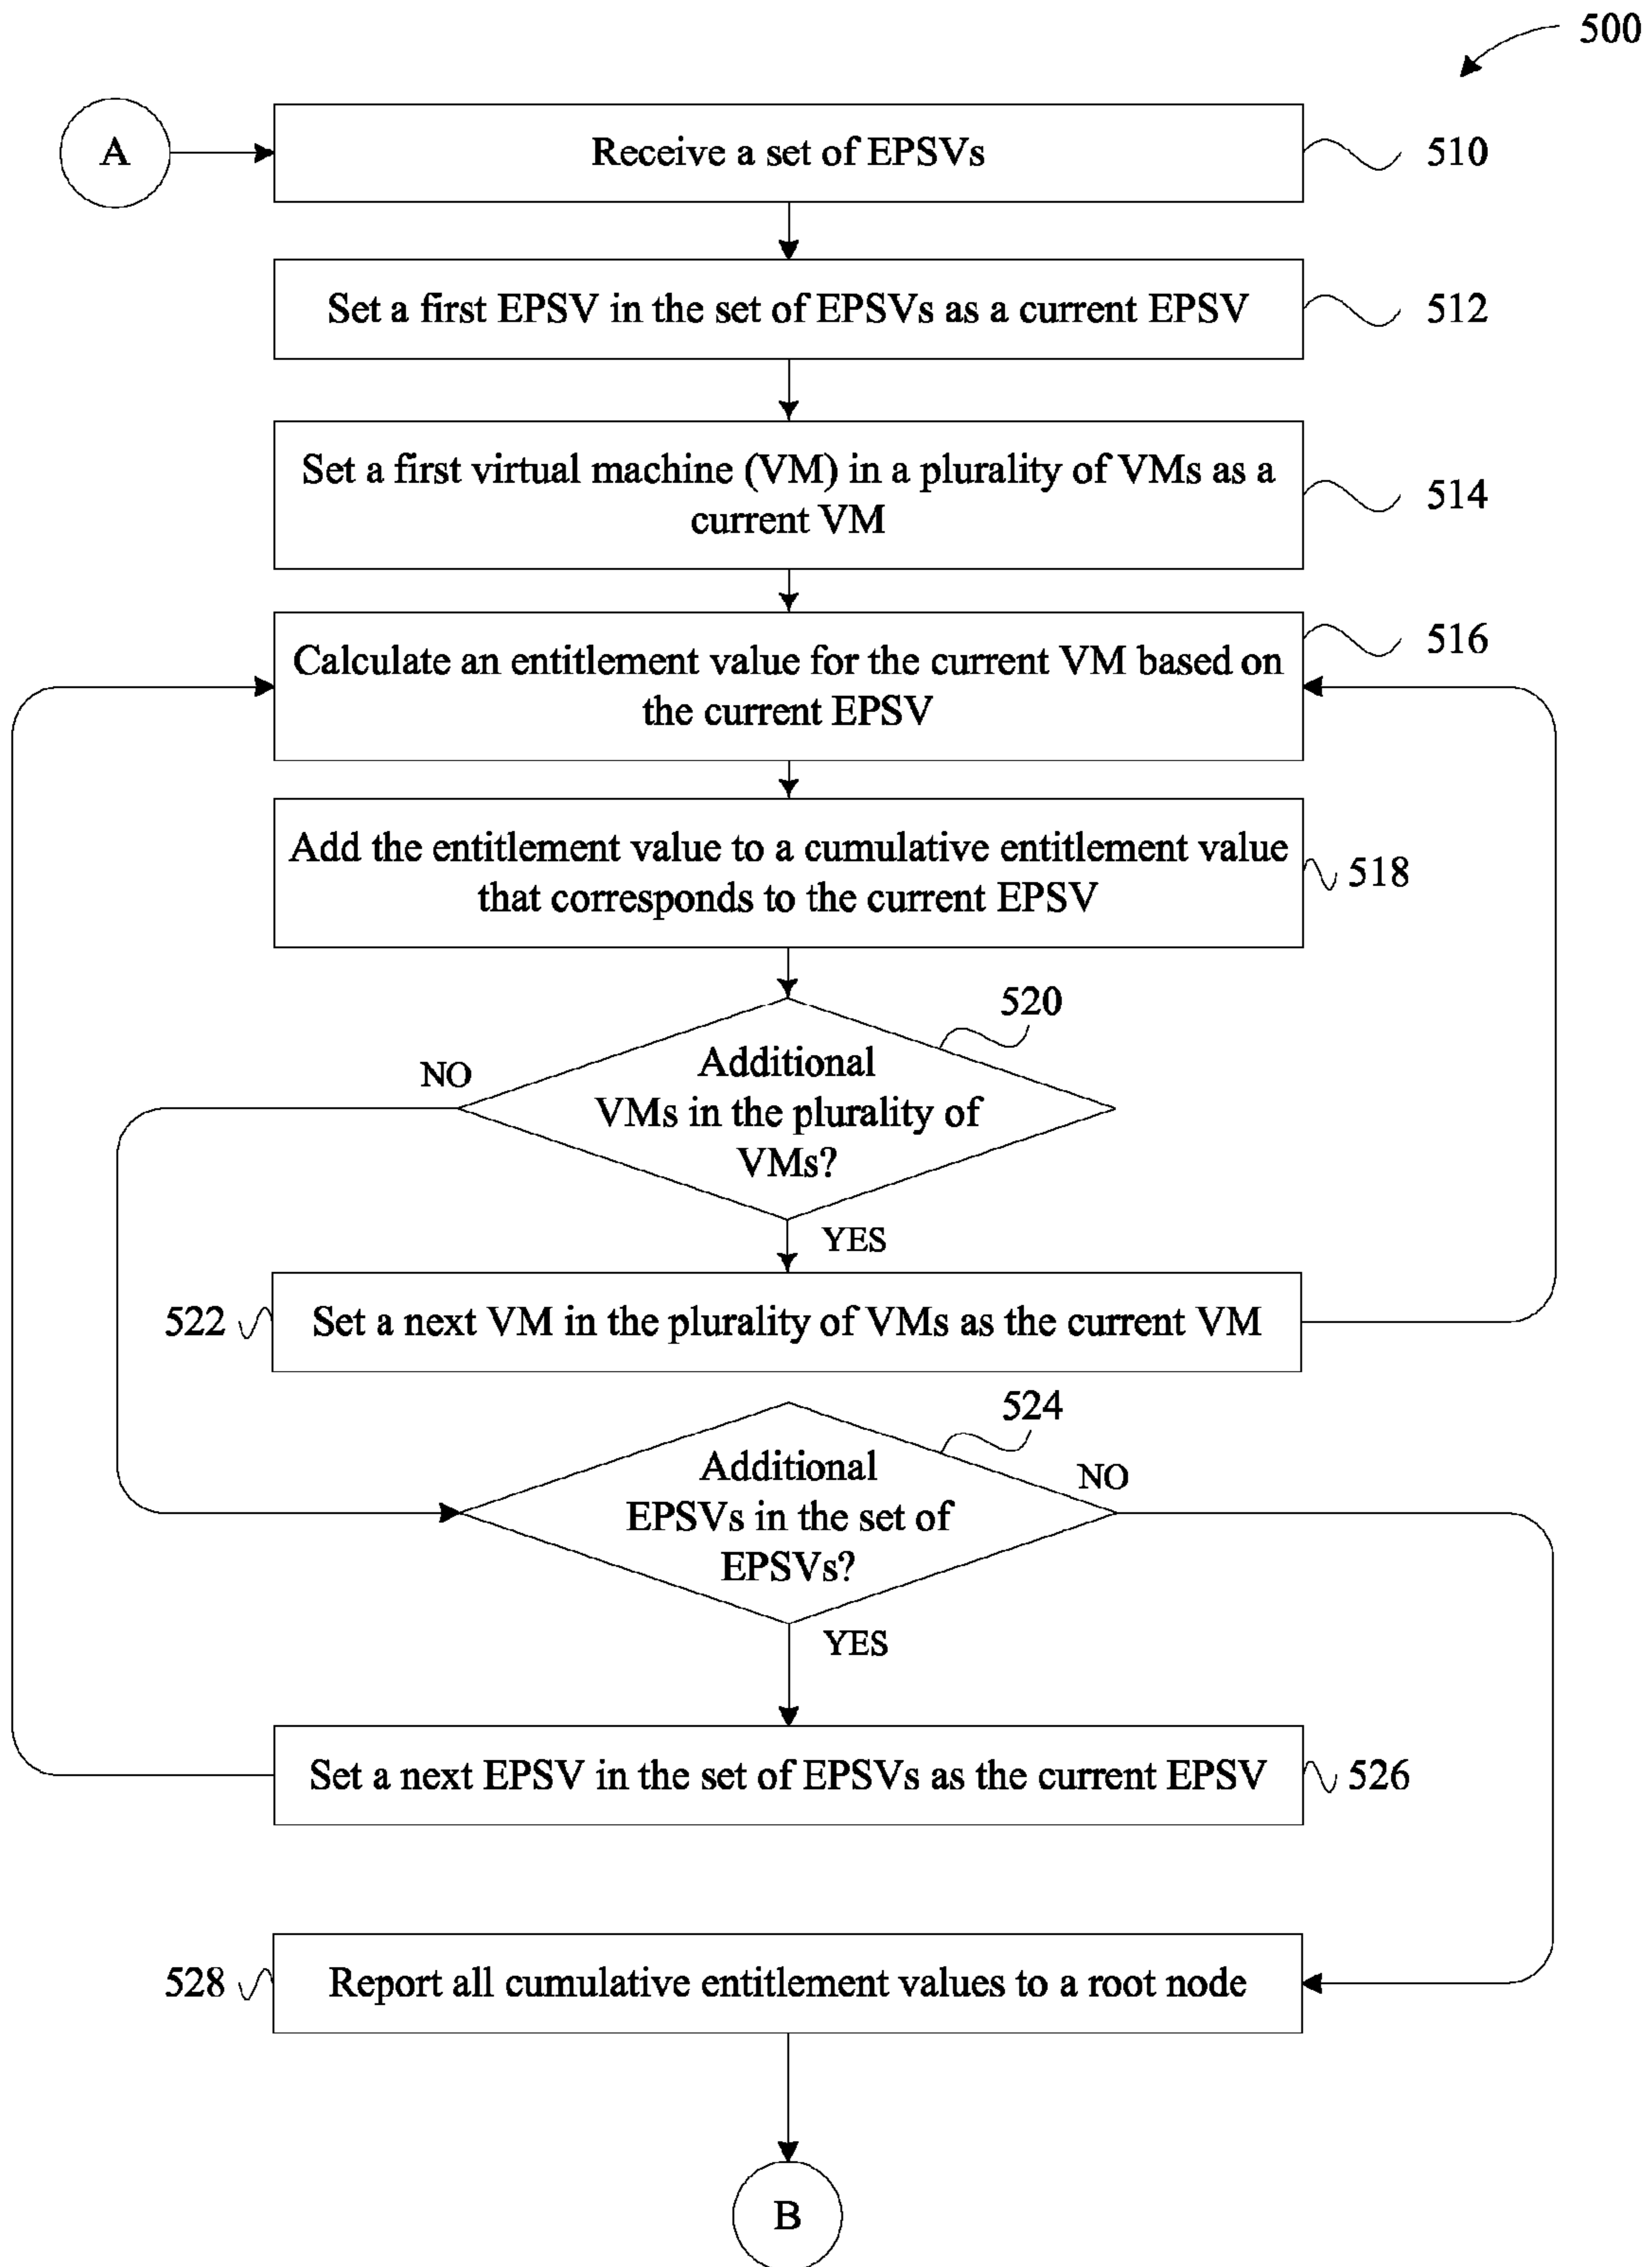 500
A
Receive a set of EPSVs
510
Set a first EPSV in the set of EPSVs as a current EPSV
512
Set a first virtual machine (VM) in a plurality of VMs as a
current VM
514
Calculate an entitlement value for the current VM based on
the current EPSV
516
Add the entitlement value to a cumulative entitlement value
that corresponds to the current EPSV
518
520
Additional
VMs in the plurality of
VMs?
NO
YES
522
Set a next VM in the plurality of VMs as the current VM
524
Additional
EPSVs in the set of
EPSVs?
NO
YES
Set a next EPSV in the set of EPSVs as the current EPSV
526
528
Report all cumulative entitlement values to a root node
B